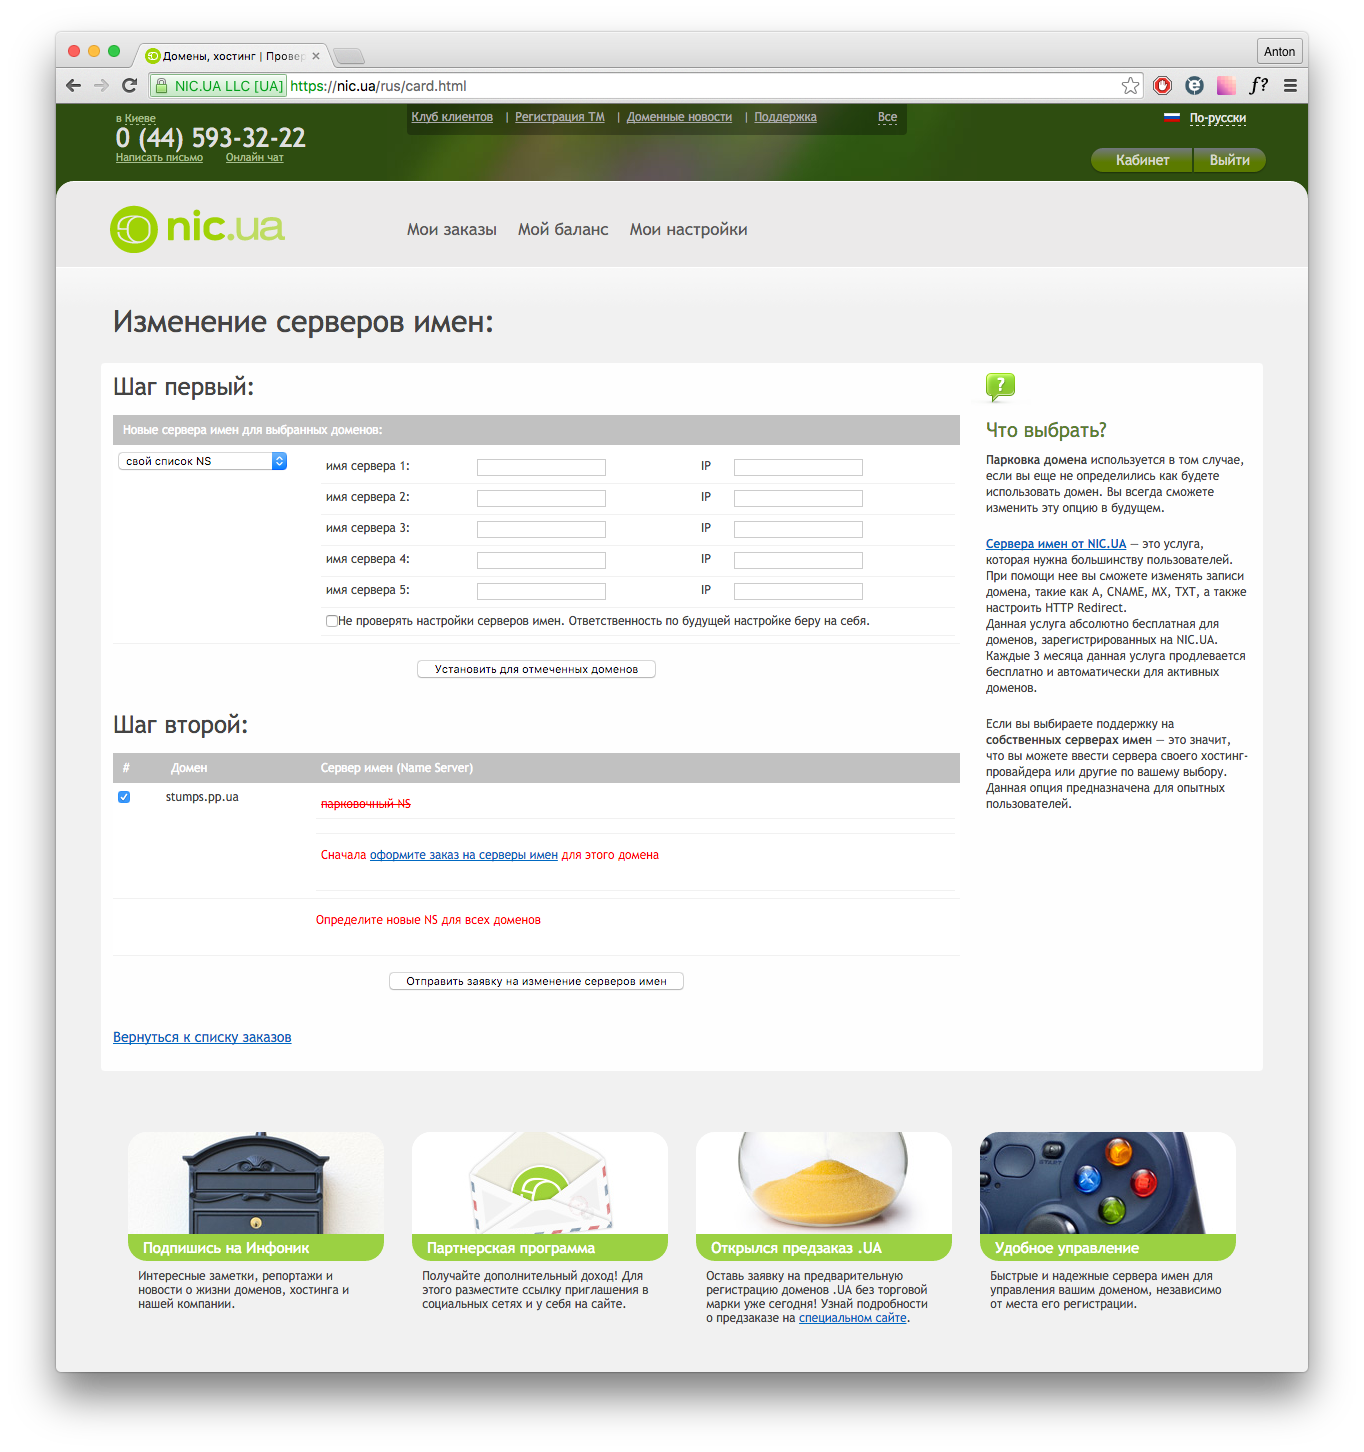 Домены, хостинг | Провер
Anton
NIC.UA LLC [UA] https://nic.ua/rus/card.html
f?
в Киеве
0 (44) 593-32-22
Написать письмо Онлайн чат
Клуб клиентов | Регистрация ТМ | Доменные новости | Поддержка Все
По-русски
Кабинет Выйти
nic.ua
Мои заказы Мой баланс Мои настройки
Изменение серверов имен:
Шаг первый:
Новые сервера имен для выбранных доменов:
свой список NS
имя сервера 1: IP
имя сервера 2: IP
имя сервера 3: IP
имя сервера 4: IP
имя сервера 5: IP
Не проверять настройки серверов имен. Ответственность по будущей настройке беру на себя.
Установить для отмеченных доменов
Шаг второй:
# Домен Сервер имен (Name Server)
stumps.pp.ua парковочный NS
Сначала оформите заказ на серверы имен для этого домена
Определите новые NS для всех доменов
Отправить заявку на изменение серверов имен
Вернуться к списку заказов
?
Что выбрать?
Парковка домена используется в том случае,
если вы еще не определились как будете
использовать домен. Вы всегда сможете
изменить эту опцию в будущем.
Сервера имен от NIC.UA — это услуга,
которая нужна большинству пользователей.
При помощи нее вы сможете изменять записи
домена, такие как A, CNAME, MX, TXT, а также
настроить HTTP Redirect.
Данная услуга абсолютно бесплатная для
доменов, зарегистрированных на NIC.UA.
Каждые 3 месяца данная услуга продлевается
бесплатно и автоматически для активных
доменов.
Если вы выбираете поддержку на
собственных серверах имен — это значит,
что вы можете ввести сервера своего хостинг-
провайдера или другие по вашему выбору.
Данная опция предназначена для опытных
пользователей.
Подпишись на Инфоник
Интересные заметки, репортажи и
новости о жизни доменов, хостинга и
нашей компании.
Партнерская программа
Получайте дополнительный доход! Для
этого разместите ссылку приглашения в
социальных сетях и у себя на сайте.
Открылся предзаказ .UA
Оставь заявку на предварительную
регистрацию доменов .UA без торговой
марки уже сегодня! Узнай подробности
о предзаказе на специальном сайте.
Удобное управление
Быстрые и надежные сервера имен для
управления вашим доменом, независимо
от места его регистрации.